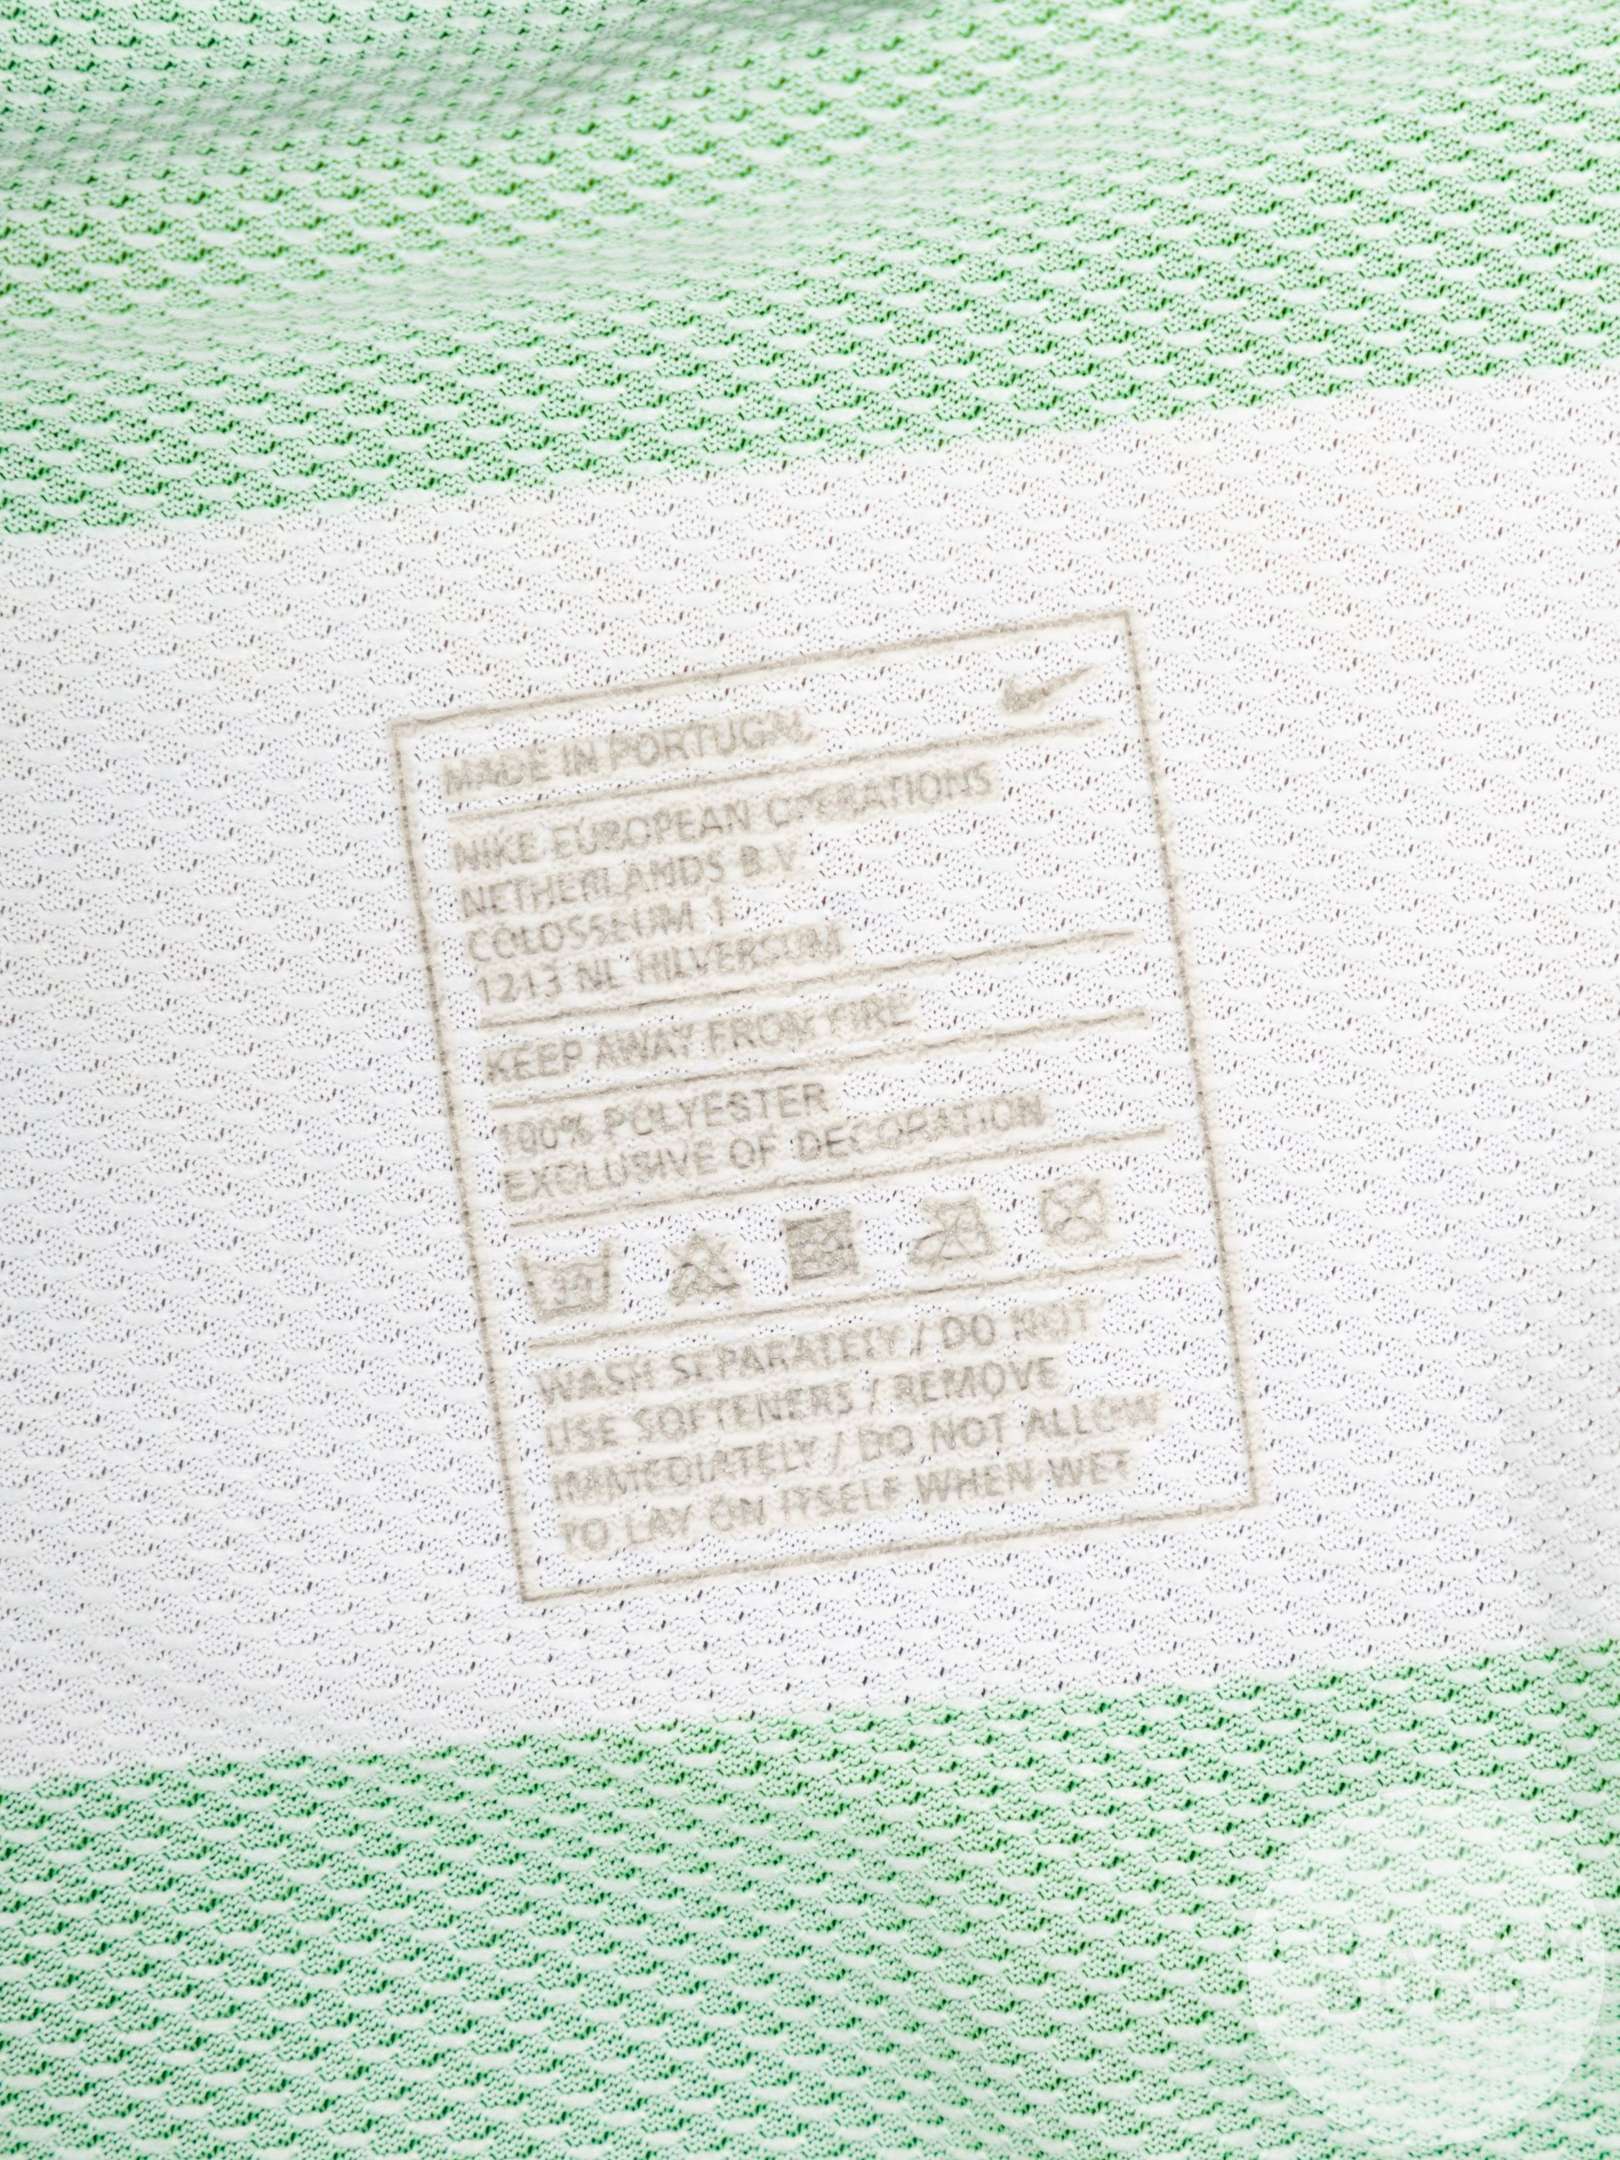 MADE IN PORTUGAL
NIKE EUROPEAN OPERATIONS
NETHERLANDS B.V
COLOSSEUM 1
1213 NL HILVERSUM
KEEP AWAY FROM FIRE
100% POLYESTER
EXCLUSIVE OF DECORATION
30
WASH SEPARATELY / DO NOT
USE SOFTENERS / REMOVE
IMMEDIATELY / DO NOT ALLOW
TO LAY ON ITSELF WHEN WET